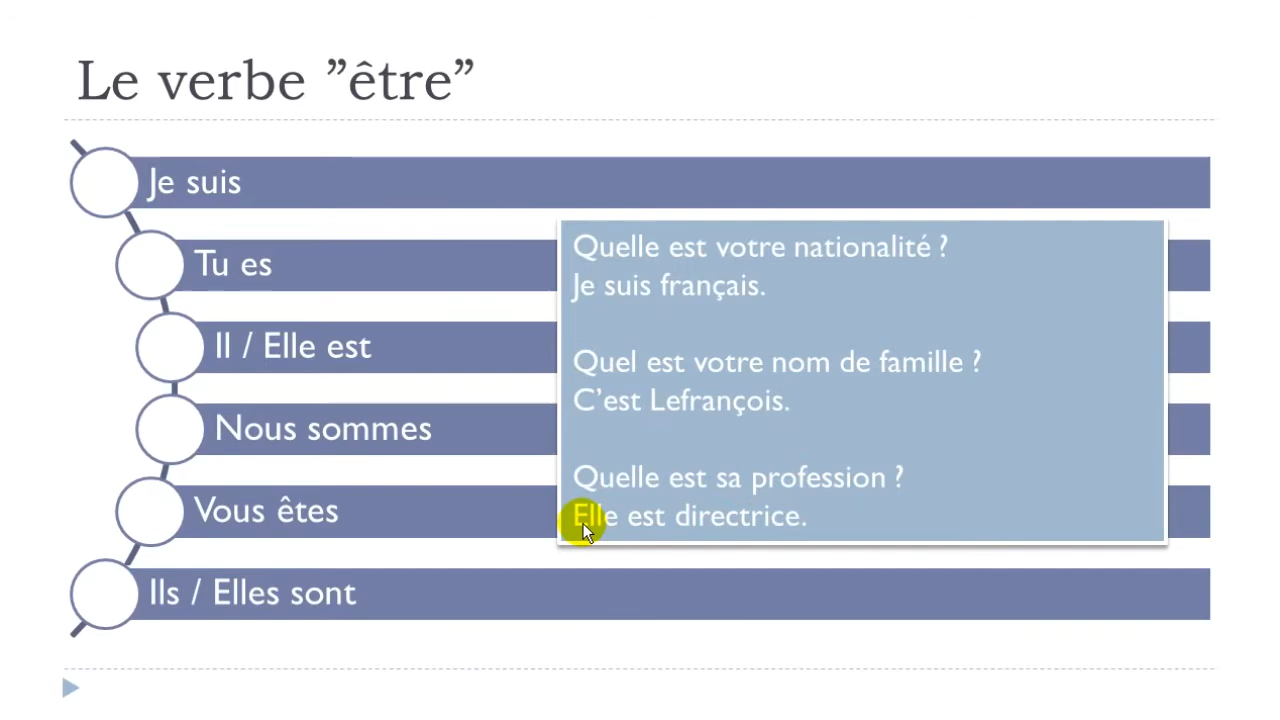 Le verbe ”être”
Je suis
Tu es
Il / Elle est
Nous sommes
Vous êtes
Ils / Elles sont
Quelle est votre nationalité ?
Je suis français.
Quel est votre nom de famille ?
C’est Lefrançois.
Quelle est sa profession ?
Elle est directrice.